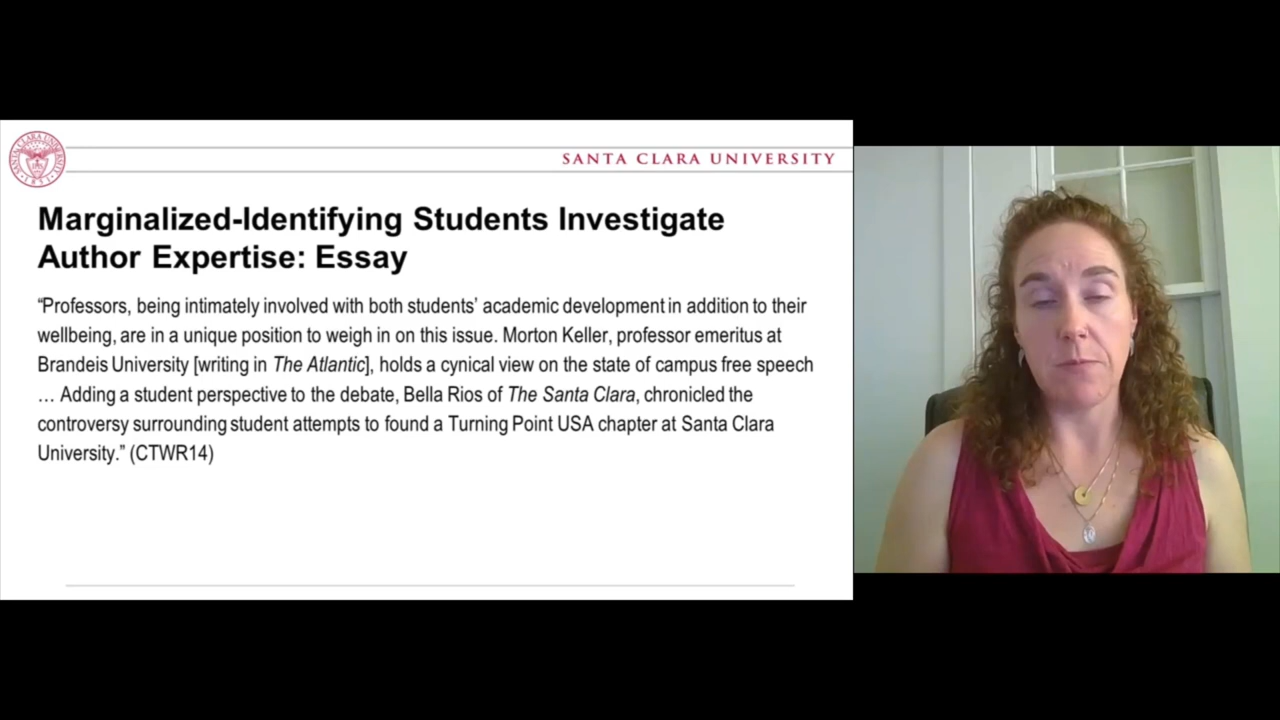 SANTA CLARA UNIVERSITY
Marginalized-Identifying Students Investigate
Author Expertise: Essay
“Professors, being intimately involved with both students’ academic development in addition to their
wellbeing, are in a unique position to weigh in on this issue. Morton Keller, professor emeritus at
Brandeis University [writing in The Atlantic], holds a cynical view on the state of campus free speech
… Adding a student perspective to the debate, Bella Rios of The Santa Clara, chronicled the
controversy surrounding student attempts to found a Turning Point USA chapter at Santa Clara
University.” (CTWR14)